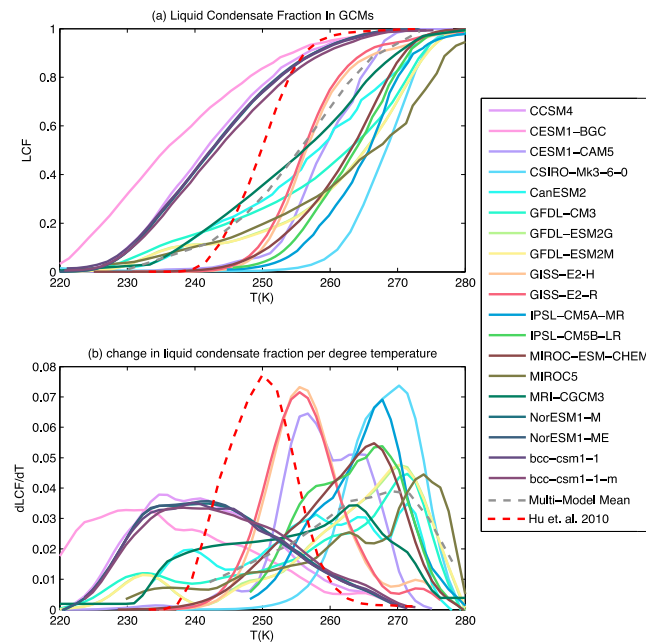 (a) Liquid Condensate Fraction In GCMs
1
0.8
0.6
0.4
0.2
0
LCF
220 230 240 250 260 270 280
T(K)
(b) change in liquid condensate fraction per degree temperature
0.08
0.07
0.06
0.05
0.04
0.03
0.02
0.01
0
dLCF/dT
220 230 240 250 260 270 280
T(K)
CCSM4
CESM1−BGC
CESM1−CAM5
CSIRO−Mk3−6−0
CanESM2
GFDL−CM3
GFDL−ESM2G
GFDL−ESM2M
GISS−E2−H
GISS−E2−R
IPSL−CM5A−MR
IPSL−CM5B−LR
MIROC−ESM−CHEM
MIROC5
MRI−CGCM3
NorESM1−M
NorESM1−ME
bcc−csm1−1
bcc−csm1−1−m
Multi−Model Mean
Hu et. al. 2010